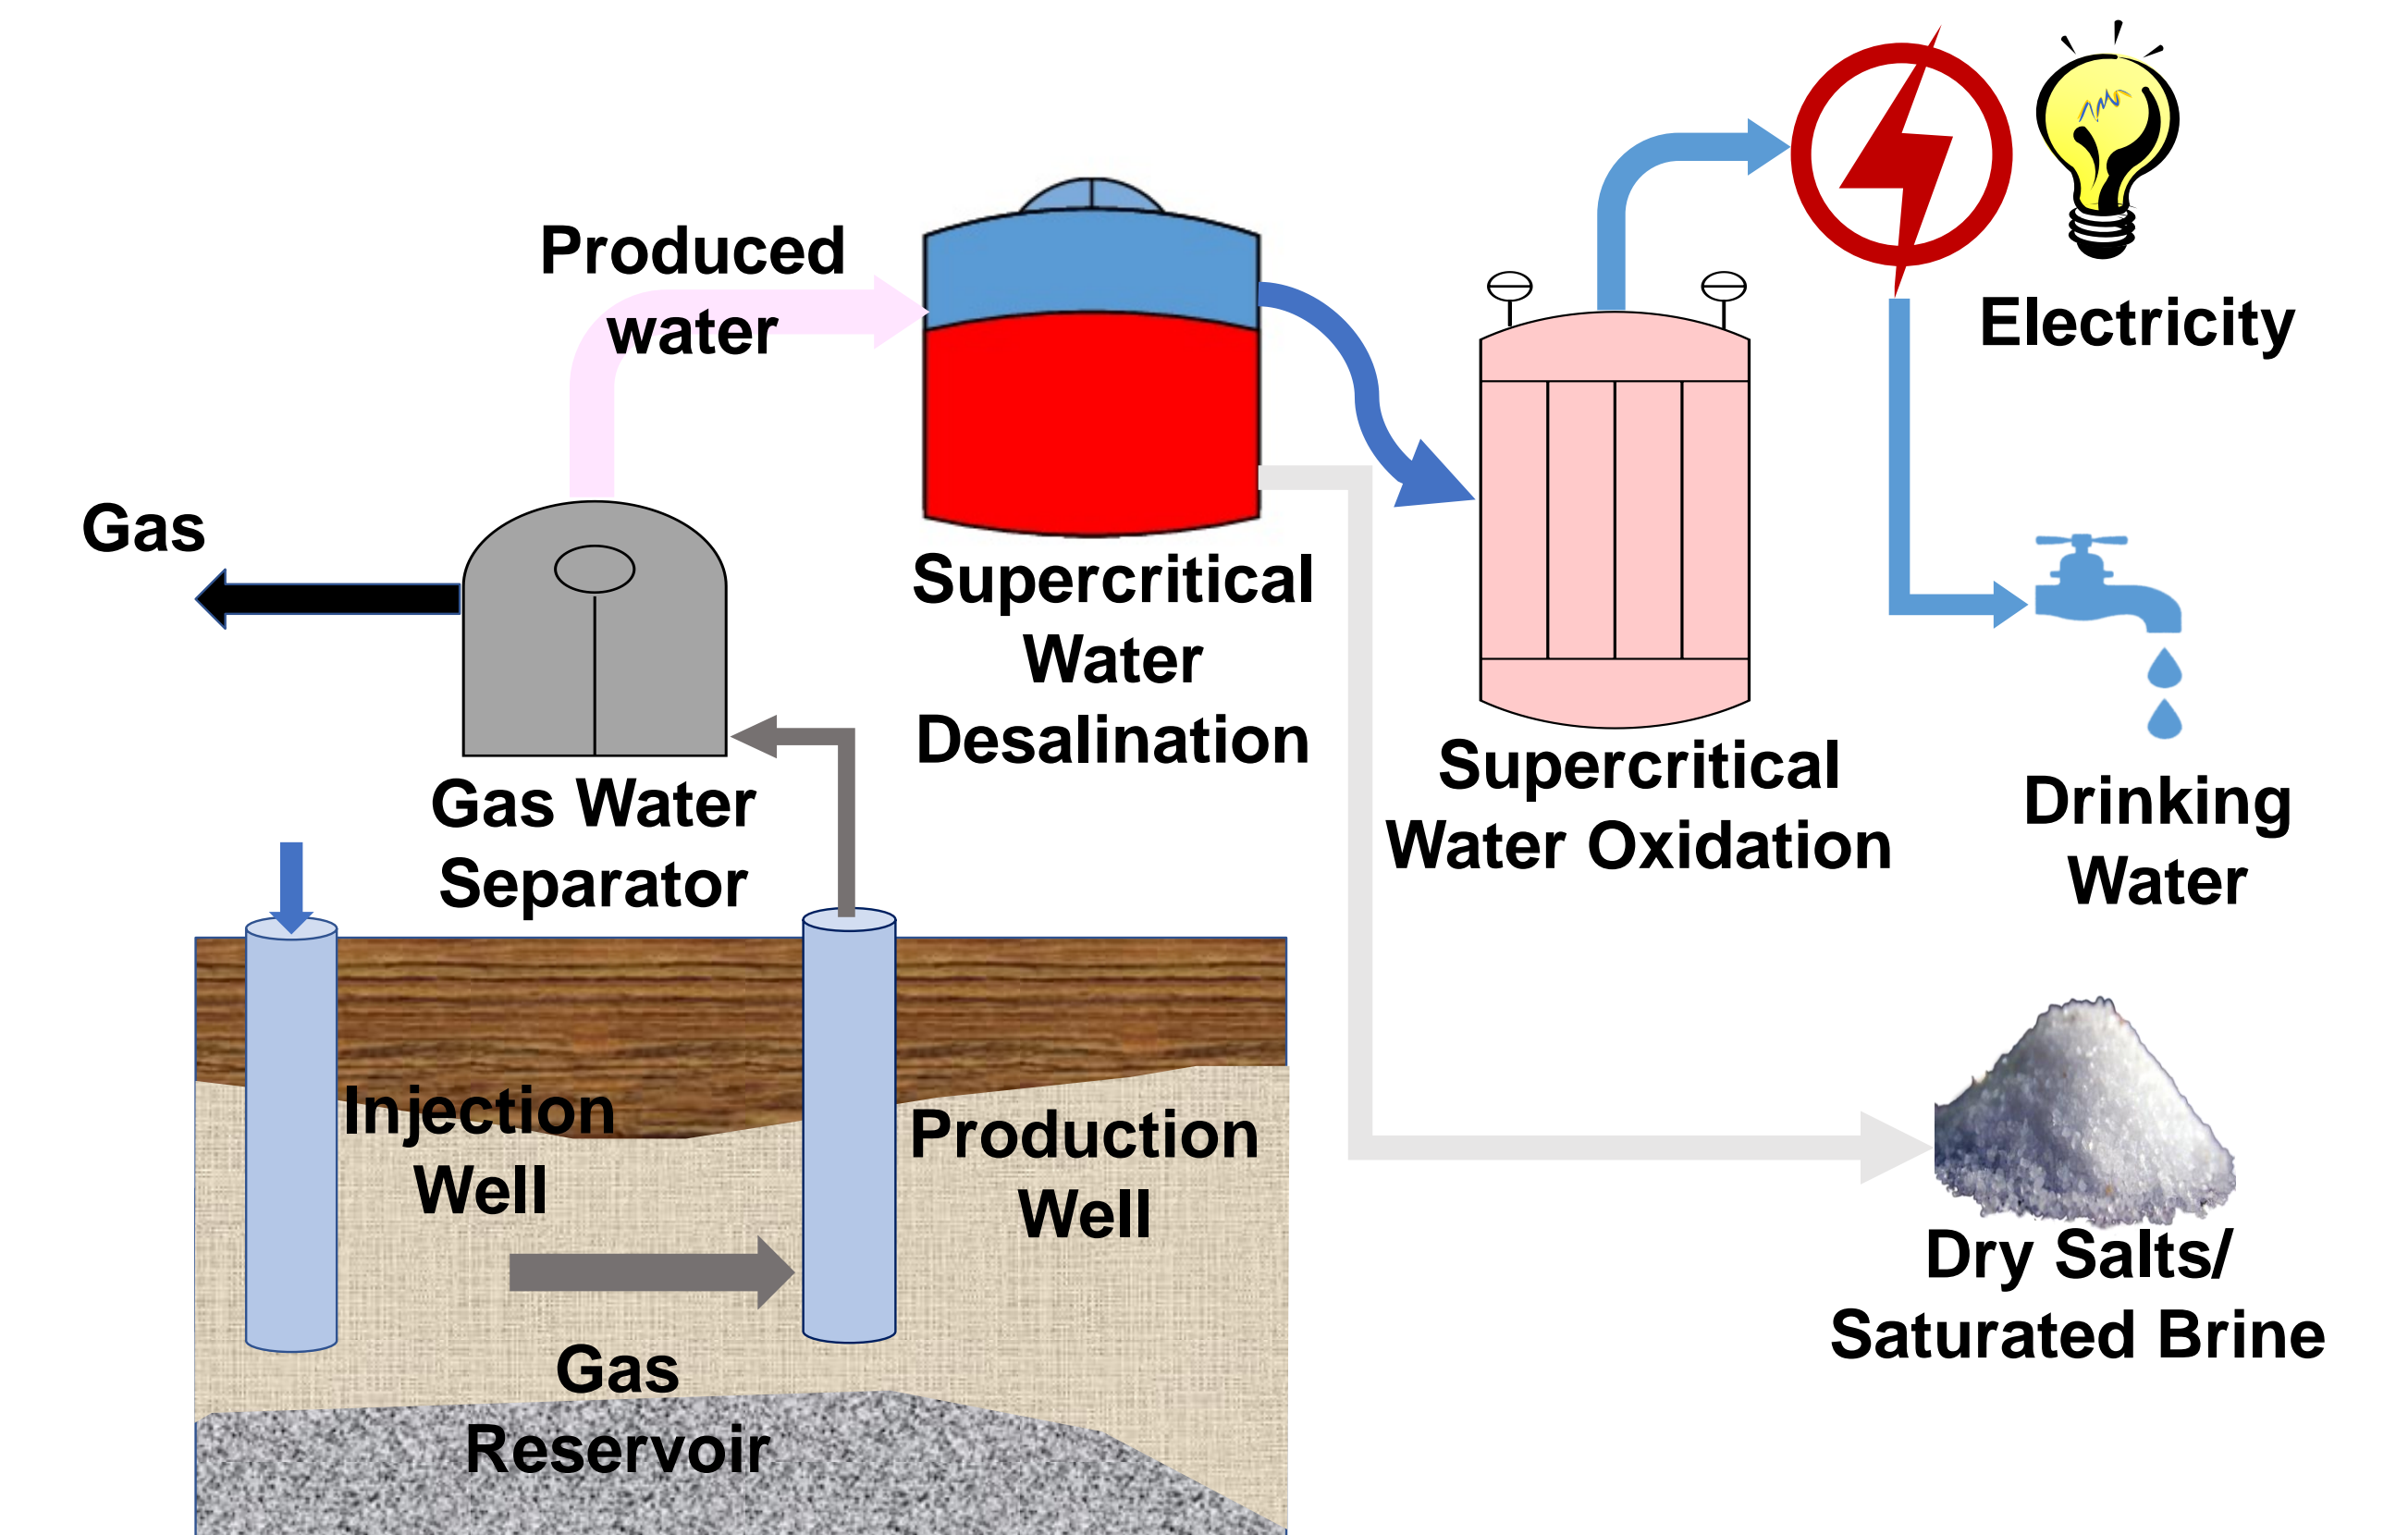 Produced
water
Electricity
Gas
Supercritical
Water
Desalination
Supercritical
Water Oxidation
Gas Water
Separator
Drinking
Water
Injection
Well
Production
Well
Gas
Reservoir
Dry Salts/
Saturated Brine